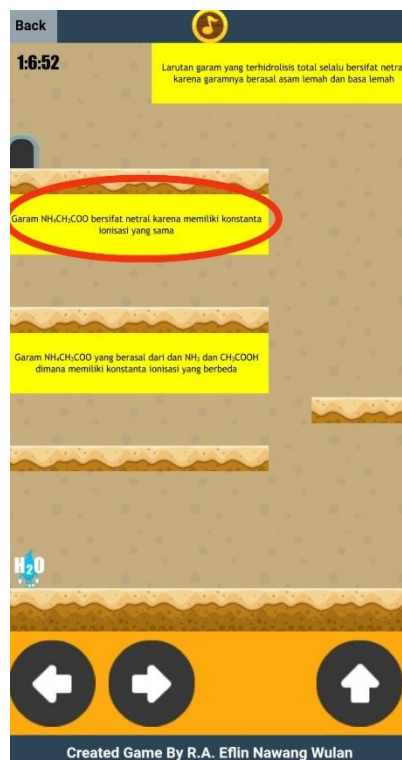 Back
1:6:52
Larutan garam yang terhidrolisis total selalu bersifat netra
karena garamnya berasal asam lemah dan basa lemah
Garam NH₄CH₃COO bersifat netral karena memiliki konstanta
ionisasi yang sama
Garam NH₄CH₃COO yang berasal dari dan NH₃ dan CH₃COOH
dimana memiliki konstanta ionisasi yang berbeda
H₂O
Created Game By R.A. Eflin Nawang Wulan